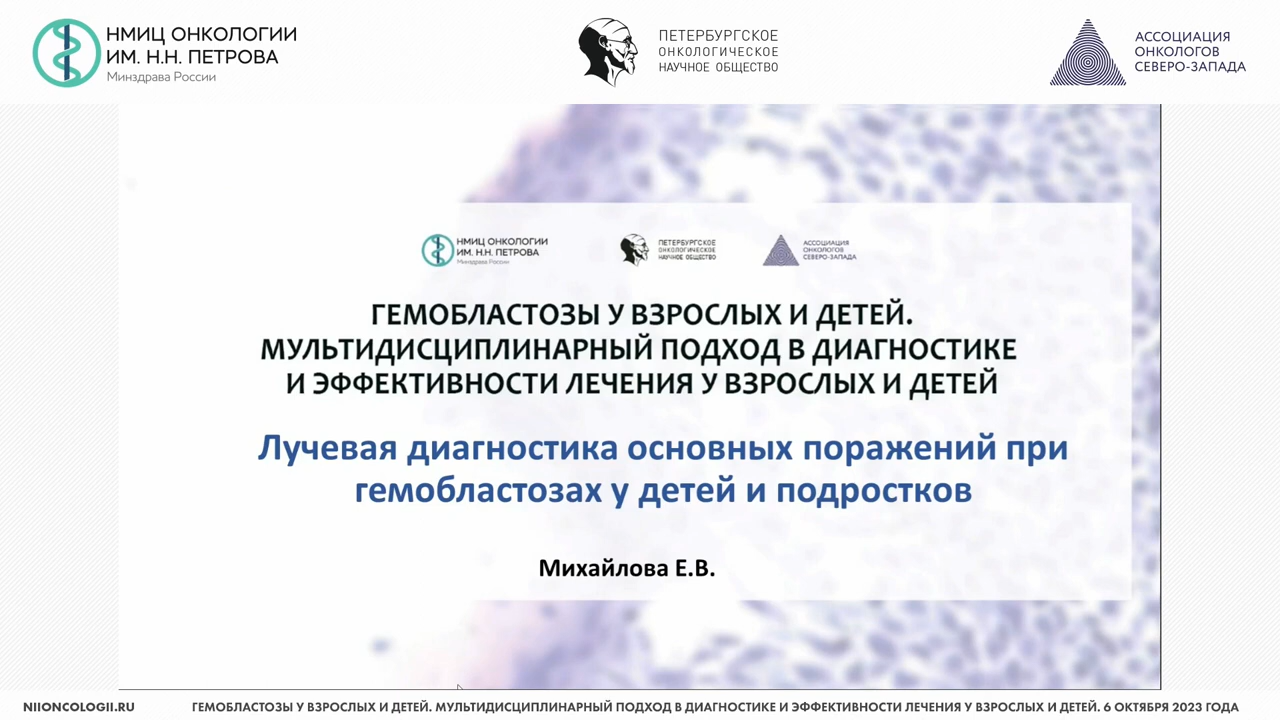 НМИЦ ОНКОЛОГИИ
ИМ. Н.Н. ПЕТРОВА
Минздрава России
ПЕТЕРБУРГСКОЕ
ОНКОЛОГИЧЕСКОЕ
НАУЧНОЕ ОБЩЕСТВО
АССОЦИАЦИЯ
ОНКОЛОГОВ
СЕВЕРО-ЗАПАДА
НМИЦ ОНКОЛОГИИ
ИМ. Н.Н. ПЕТРОВА
Минздрава России
ПЕТЕРБУРГСКОЕ
ОНКОЛОГИЧЕСКОЕ
НАУЧНОЕ ОБЩЕСТВО
АССОЦИАЦИЯ
ОНКОЛОГОВ
СЕВЕРО-ЗАПАДА
ГЕМОБЛАСТОЗЫ У ВЗРОСЛЫХ И ДЕТЕЙ.
МУЛЬТИДИСЦИПЛИНАРНЫЙ ПОДХОД В ДИАГНОСТИКЕ
И ЭФФЕКТИВНОСТИ ЛЕЧЕНИЯ У ВЗРОСЛЫХ И ДЕТЕЙ
Лучевая диагностика основных поражений при
гемобластозах у детей и подростков
Михайлова Е.В.
NIIONCOLOGII.RU
ГЕМОБЛАСТОЗЫ У ВЗРОСЛЫХ И ДЕТЕЙ. МУЛЬТИДИСЦИПЛИНАРНЫЙ ПОДХОД В ДИАГНОСТИКЕ И ЭФФЕКТИВНОСТИ ЛЕЧЕНИЯ У ВЗРОСЛЫХ И ДЕТЕЙ. 6 ОКТЯБРЯ 2023 ГОДА